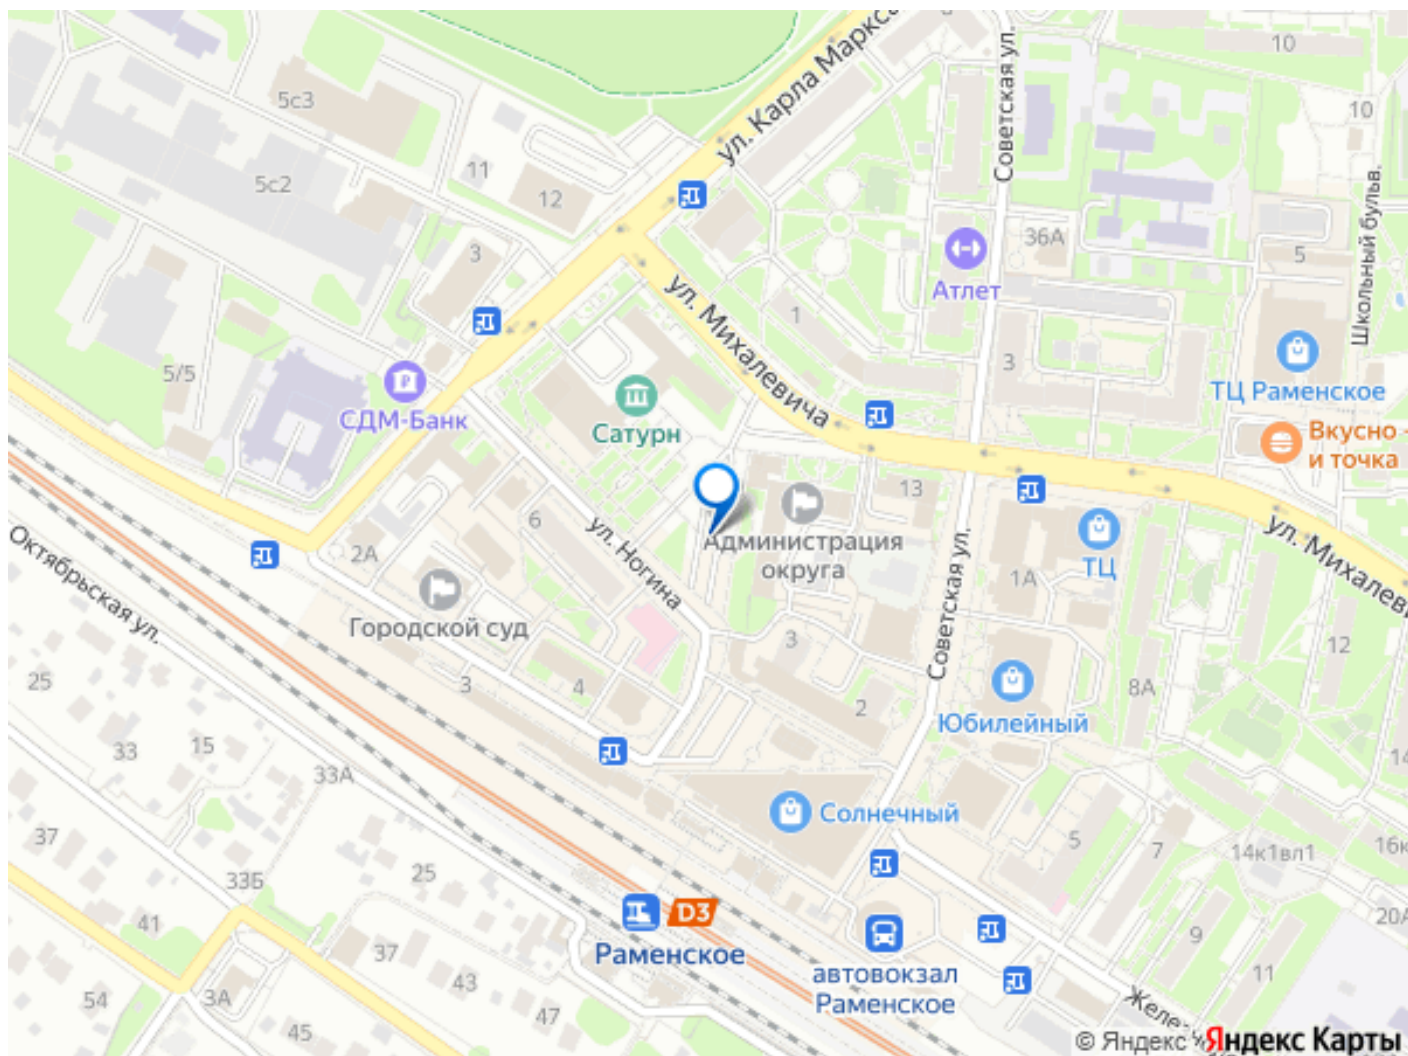 ул. Карла Маркса
Советская ул.
10
5с3
10
11
5с2
12
Школьный бульв.
36А
5
3
Атлет
ул. Михалевича
1
3
5/5
ТЦ Раменское
СДМ-Банк
Сатурн
Вкусно -
и точка
13
6
ул. Ногина
Администрация
округа
ТЦ
1А
ул. Михалеви
Октябрьская ул.
2А
Городской суд
Советская ул.
3
12
25
3
4
8А
2
Юбилейный
33
15
14
33А
Солнечный
37
5
7
14к1вл1
16к
25
33Б
20А
41
D3
Раменское
37
9
автовокзал
Раменское
43
11
54
3А
45
47
Желез
© Яндекс Яндекс Карты